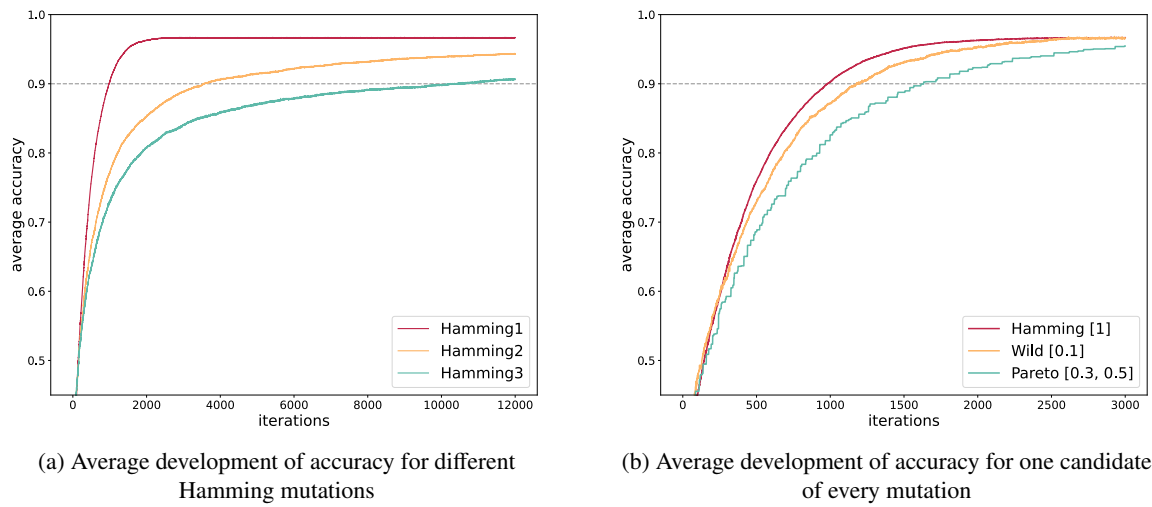 1.0
0.9
0.8
0.7
0.6
0.5
average accuracy
0
2000
4000
6000
8000
10000
12000
iterations
Hamming1
Hamming2
Hamming3
(a) Average development of accuracy for different
Hamming mutations
1.0
0.9
0.8
0.7
0.6
0.5
average accuracy
0
500
1000
1500
2000
2500
3000
iterations
Hamming [1]
Wild [0.1]
Pareto [0.3, 0.5]
(b) Average development of accuracy for one candidate
of every mutation